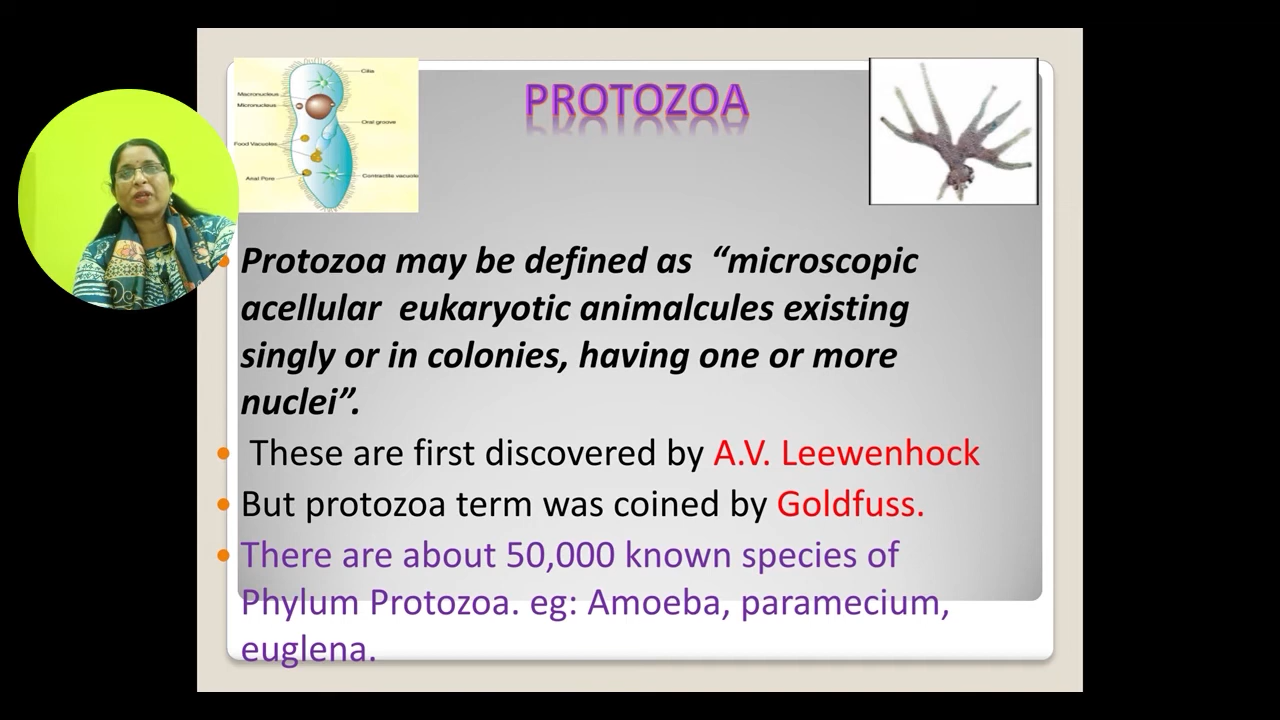 PROTOZOA
Cilia
Macronucleus
Micronucleus
Oral groove
Food Vacuoles
Anal Pore
Contractile vacuole
Protozoa may be defined as “microscopic
acellular eukaryotic animalcules existing
singly or in colonies, having one or more
nuclei”.
These are first discovered by A.V. Leewenhock
But protozoa term was coined by Goldfuss.
There are about 50,000 known species of
Phylum Protozoa. eg: Amoeba, paramecium,
euglena.